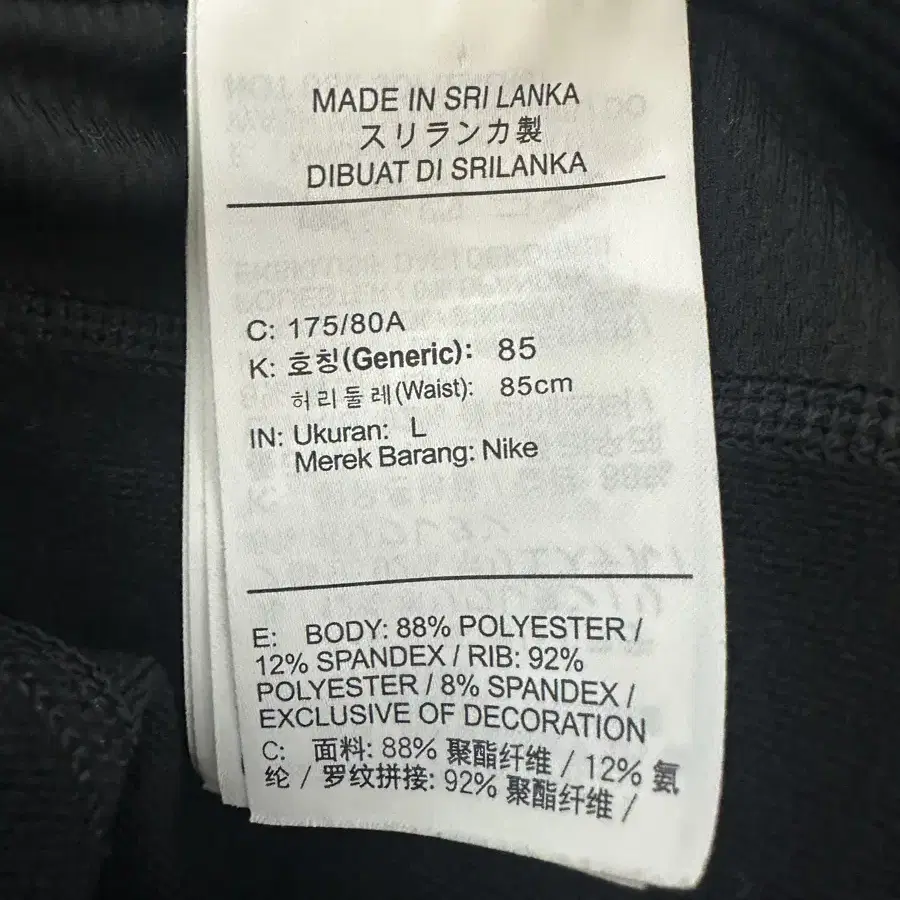 MADE IN SRI LANKA
スリランカ製
DIBUAT DI SRILANKA
C: 175/80A
K: 호칭(Generic): 85
허리둘레(Waist): 85cm
IN: Ukuran: L
Merek Barang: Nike
E: BODY: 88% POLYESTER /
12% SPANDEX / RIB: 92%
POLYESTER / 8% SPANDEX /
EXCLUSIVE OF DECORATION
C: 面料: 88% 聚酯纤维 / 12% 氨
纶 / 罗纹拼接: 92% 聚酯纤维 /